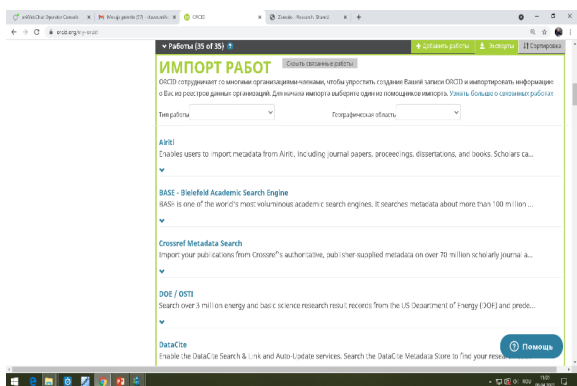 ORCID
orcid.org/my-orcid
Работы (35 of 35)
+ Добавить работы
Экспорта
Сортировка
ИМПОРТ РАБОТ
Скрыть связанные работы
ORCID сотрудничает со многими организациями-членами, чтобы упростить создание Вашей записи ORCID и импортировать информацию
о Вас из реестров данных организаций. Для начала импорта выберите один из помощников импорта. Узнать больше о связанных работах
Тип работы
Географическая область
Airiti
Enables users to import metadata from Airiti, including journal papers, proceedings, dissertations, and books. Scholars ca...
BASE - Bielefeld Academic Search Engine
BASE is one of the world's most voluminous academic search engines. It searches metadata about more than 100 million ...
Crossref Metadata Search
Import your publications from Crossref's authoritative, publisher-supplied metadata on over 70 million scholarly journal a...
DOE / OSTI
Search over 3 million energy and basic science research result records from the US Department of Energy (DOE) and prede...
DataCite
Enable the DataCite Search & Link and Auto-Update services. Search the DataCite Metadata Store to find your
Помощь